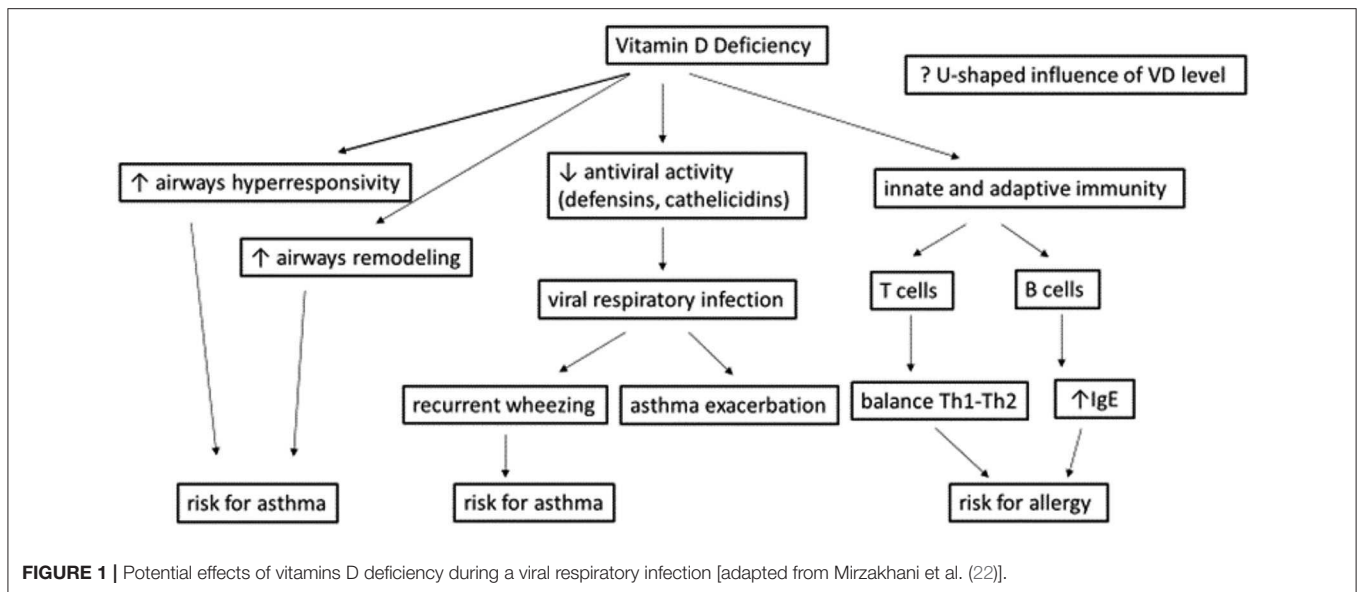 Vitamin D Deficiency
? U-shaped influence of VD level
↑ airways hyperresponsivity
↓ antiviral activity
(defensins, cathelicidins)
innate and adaptive immunity
↑ airways remodeling
T cells
B cells
viral respiratory infection
recurrent wheezing
asthma exacerbation
balance Th1-Th2
↑IgE
risk for asthma
risk for asthma
risk for allergy
FIGURE 1 | Potential effects of vitamins D deficiency during a viral respiratory infection [adapted from Mirzakhani et al. (22)].